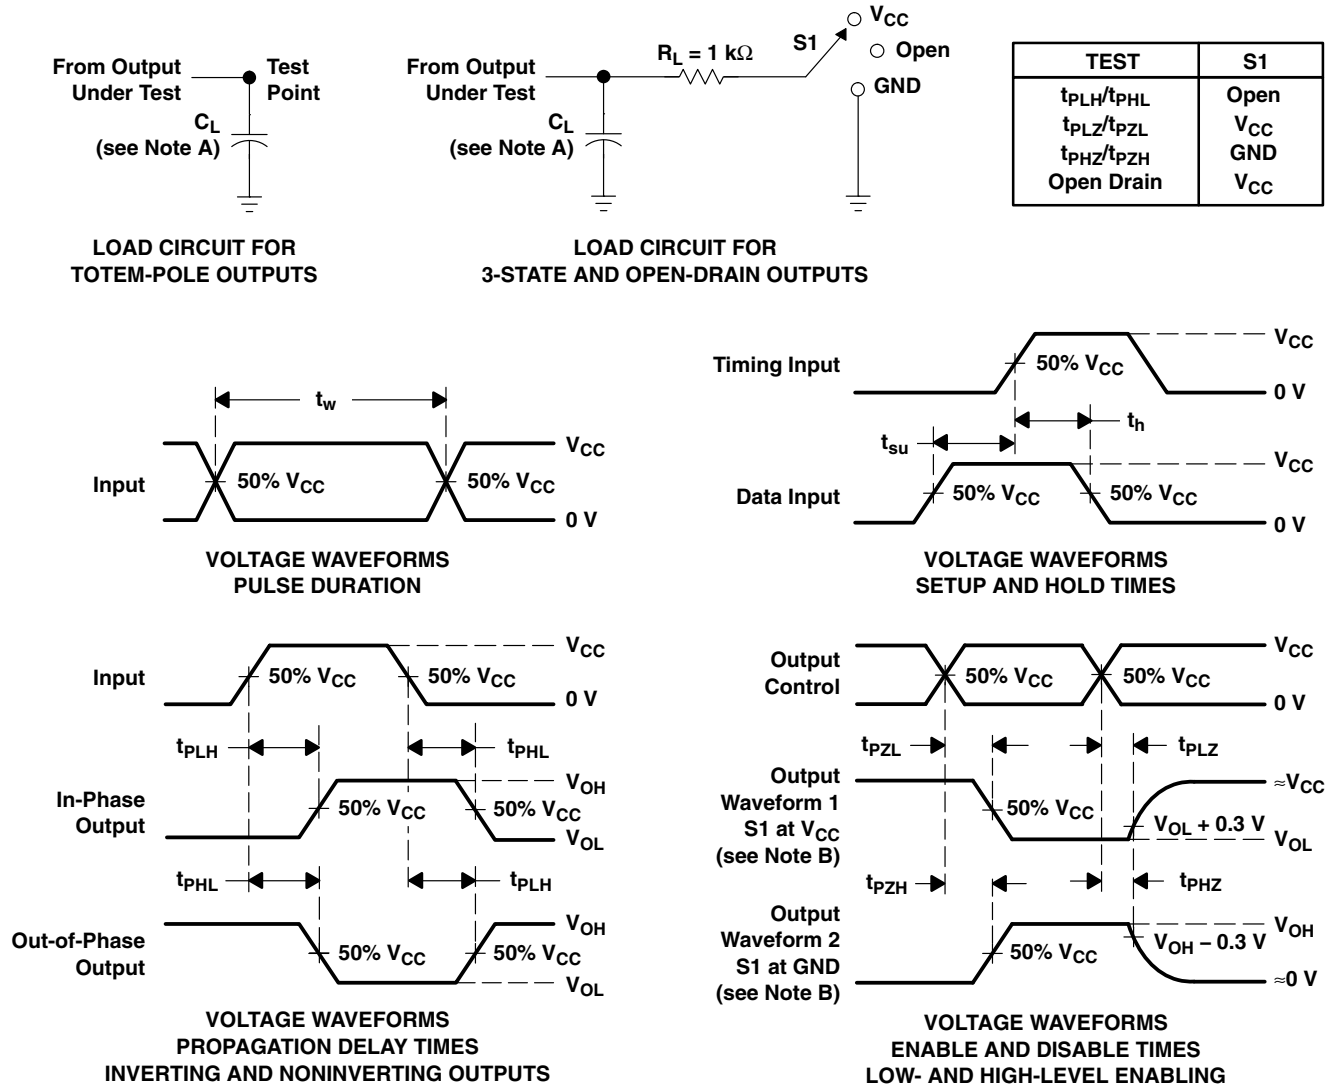 From Output
Under Test
Test
Point
CL
(see Note A)
LOAD CIRCUIT FOR
TOTEM-POLE OUTPUTS
From Output
Under Test
RL = 1 kΩ
S1
VCC
Open
GND
CL
(see Note A)
LOAD CIRCUIT FOR
3-STATE AND OPEN-DRAIN OUTPUTS
TEST S1
tPLH/tPHL Open
tPLZ/tPZL VCC
tPHZ/tPZH GND
Open Drain VCC
tw
Input
50% VCC
50% VCC
VCC
0 V
VOLTAGE WAVEFORMS
PULSE DURATION
Timing Input
50% VCC
VCC
0 V
tsu
th
Data Input
50% VCC
50% VCC
VCC
0 V
VOLTAGE WAVEFORMS
SETUP AND HOLD TIMES
Input
50% VCC
50% VCC
VCC
0 V
tPLH
tPHL
In-Phase
Output
50% VCC
50% VCC
VOH
VOL
tPHL
tPLH
Out-of-Phase
Output
50% VCC
50% VCC
VOH
VOL
VOLTAGE WAVEFORMS
PROPAGATION DELAY TIMES
INVERTING AND NONINVERTING OUTPUTS
Output
Control
50% VCC
50% VCC
VCC
0 V
tPZL
tPLZ
Output
Waveform 1
S1 at VCC
(see Note B)
50% VCC
VOL + 0.3 V
≈VCC
VOL
tPZH
tPHZ
Output
Waveform 2
S1 at GND
(see Note B)
50% VCC
VOH – 0.3 V
VOH
≈0 V
VOLTAGE WAVEFORMS
ENABLE AND DISABLE TIMES
LOW- AND HIGH-LEVEL ENABLING